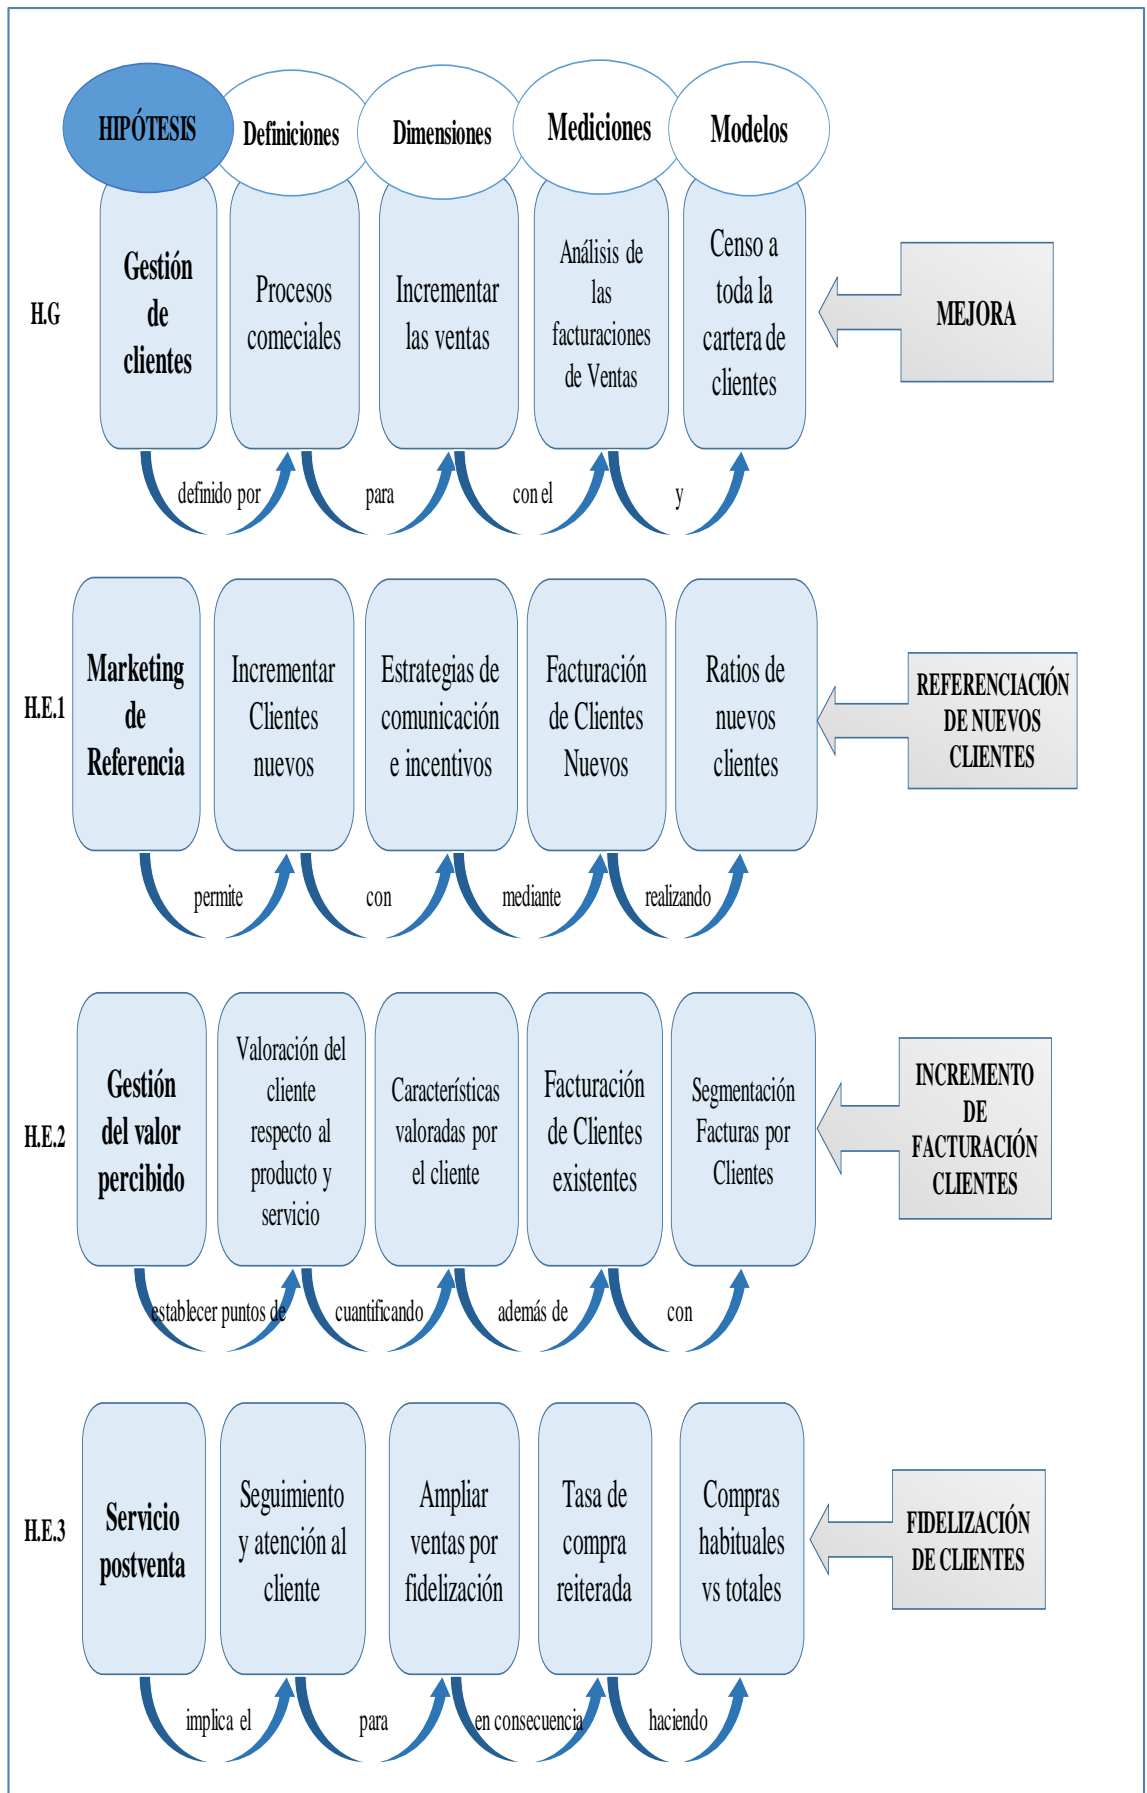 HIPÓTESIS
Definiciones
Dimensiones
Mediciones
Modelos
H.G
Gestión
de
clientes
Procesos
comeciales
Incrementar
las ventas
Análisis de
las
facturaciones
de Ventas
Censo a
toda la
cartera de
clientes
MEJORA
definido por
para
con el
y
H.E.1
Marketing
de
Referencia
Incrementar
Clientes
nuevos
Estrategias de
comunicación
e incentivos
Facturación
de Clientes
Nuevos
Ratios de
nuevos
clientes
REFERENCIACIÓN
DE NUEVOS
CLIENTES
permite
con
mediante
realizando
H.E.2
Gestión
del valor
percibido
Valoración del
cliente
respecto al
producto y
servicio
Características
valoradas por
el cliente
Facturación
de Clientes
existentes
Segmentación
Facturas por
Clientes
INCREMENTO
DE
FACTURACIÓN
CLIENTES
establecer puntos de
cuantificando
además de
con
H.E.3
Servicio
postventa
Seguimiento
y atención al
cliente
Ampliar
ventas por
fidelización
Tasa de
compra
reiterada
Compras
habituales
vs totales
FIDELIZACIÓN
DE CLIENTES
implica el
para
en consecuencia
haciendo